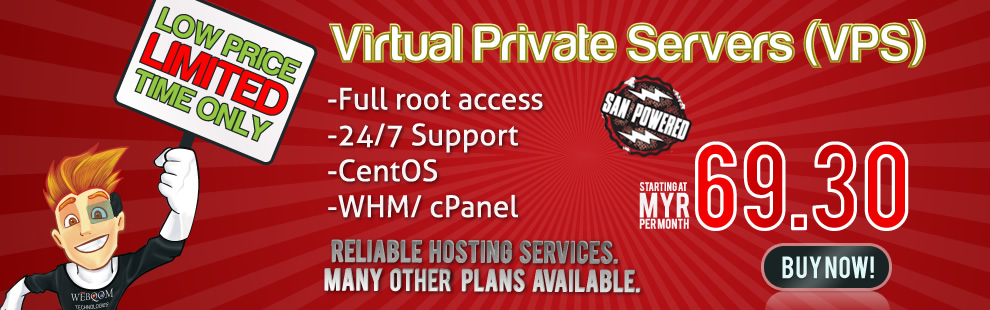 LOW PRICE
LIMITED
TIME ONLY
Virtual Private Servers (VPS)
-Full root access
-24/7 Support
-CentOS
-WHM/ cPanel
SAN POWERED
STARTING AT
MYR
PER MONTH
69.30
RELIABLE HOSTING SERVICES.
MANY OTHER PLANS AVAILABLE.
BUY NOW!
WEBQOM
TECHNOLOGIES